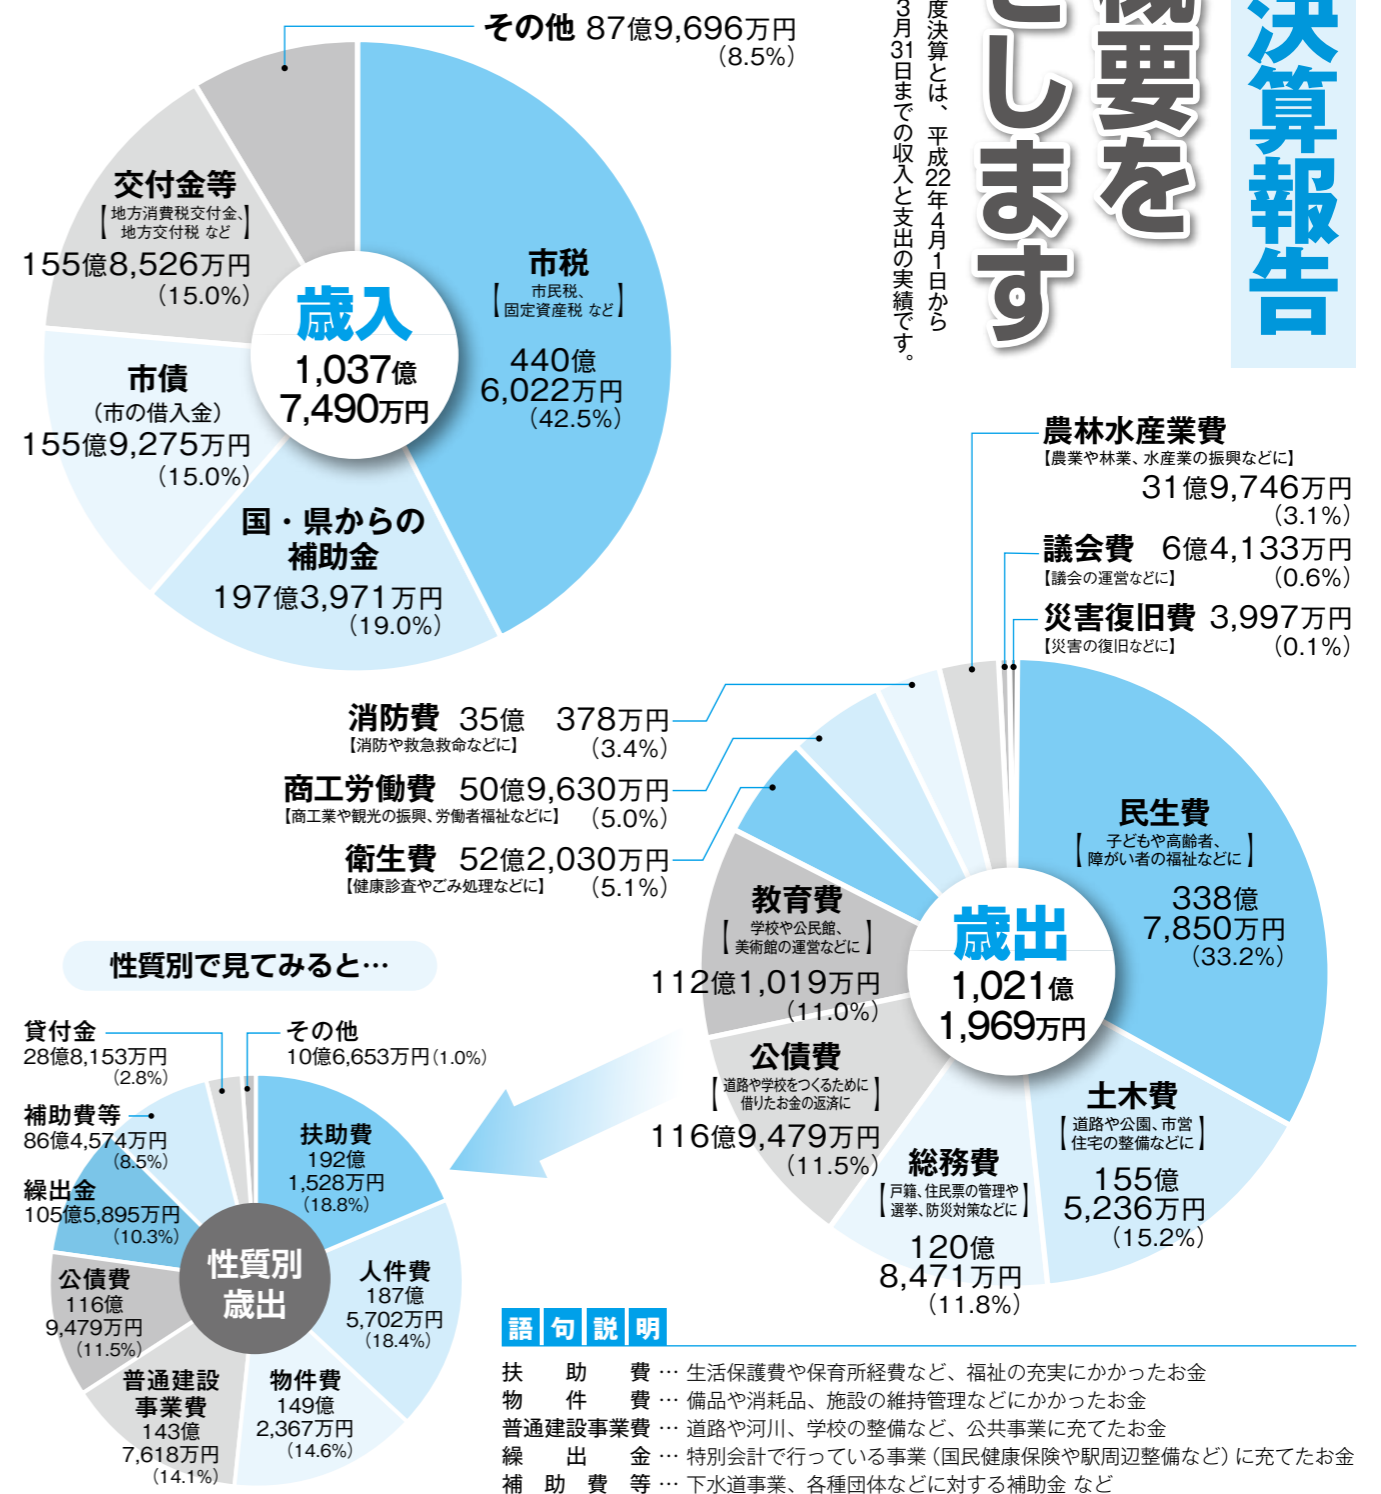 決算報告
概要を
とします
度決算とは、平成22年4月1日から
3月31日までの収入と支出の実績です。
その他 87億9,696万円
(8.5%)
交付金等
【地方消費税交付金、
地方交付税 など】
155億8,526万円
(15.0%)
市税
【市民税、
固定資産税 など】
440億
6,022万円
(42.5%)
歳入
1,037億
7,490万円
市債
(市の借入金)
155億9,275万円
(15.0%)
国・県からの
補助金
197億3,971万円
(19.0%)
農林水産業費
【農業や林業、水産業の振興などに】
31億9,746万円
(3.1%)
議会費 6億4,133万円
【議会の運営などに】 (0.6%)
災害復旧費 3,997万円
【災害の復旧などに】 (0.1%)
消防費 35億 378万円
【消防や救急救命などに】 (3.4%)
商工労働費 50億9,630万円
【商工業や観光の振興、労働者福祉などに】 (5.0%)
衛生費 52億2,030万円
【健康診査やごみ処理などに】 (5.1%)
民生費
【子どもや高齢者、
障がい者の福祉などに】
338億
7,850万円
(33.2%)
教育費
【学校や公民館、
美術館の運営などに】
112億1,019万円
(11.0%)
歳出
1,021億
1,969万円
公債費
【道路や学校をつくるために
借りたお金の返済に】
116億9,479万円
(11.5%)
土木費
【道路や公園、市営
住宅の整備などに】
155億
5,236万円
(15.2%)
総務費
【戸籍、住民票の管理や
選挙、防災対策などに】
120億
8,471万円
(11.8%)
性質別で見てみると…
貸付金
28億8,153万円
(2.8%)
その他
10億6,653万円(1.0%)
補助費等
86億4,574万円
(8.5%)
扶助費
192億
1,528万円
(18.8%)
繰出金
105億5,895万円
(10.3%)
性質別
歳出
人件費
187億
5,702万円
(18.4%)
公債費
116億
9,479万円
(11.5%)
普通建設
事業費
143億
7,618万円
(14.1%)
物件費
149億
2,367万円
(14.6%)
語句説明
扶助費 … 生活保護費や保育所経費など、福祉の充実にかかったお金
物件費 … 備品や消耗品、施設の維持管理などにかかったお金
普通建設事業費 … 道路や河川、学校の整備など、公共事業に充てたお金
繰出金 … 特別会計で行っている事業(国民健康保険や駅周辺整備など)に充てたお金
補助費等 … 下水道事業、各種団体などに対する補助金 など